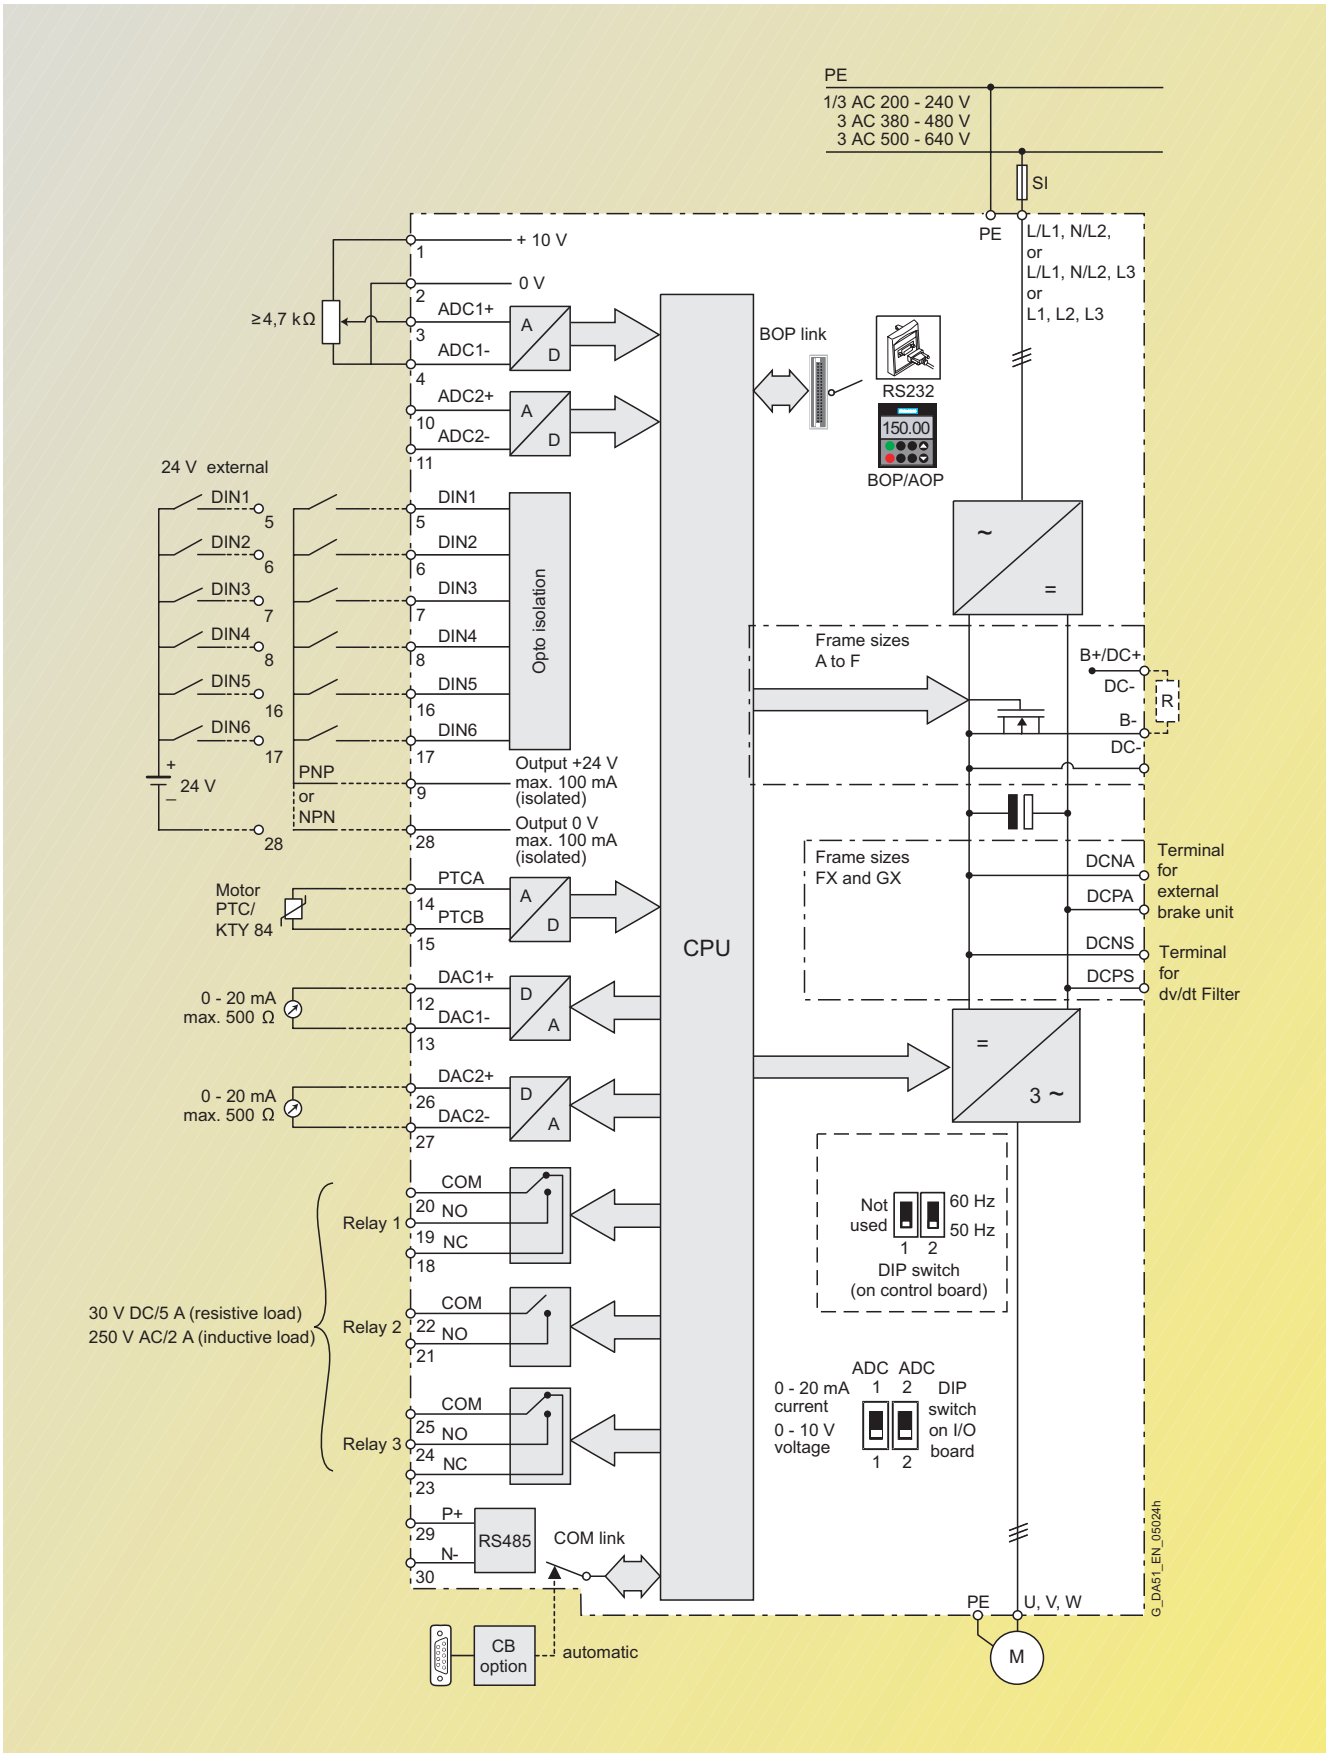 PE
1/3 AC 200 - 240 V
3 AC 380 - 480 V
3 AC 500 - 640 V
SI
PE
L/L1, N/L2,
or
L/L1, N/L2, L3
or
L1, L2, L3
1
+ 10 V
2
0 V
≥4,7 kΩ
ADC1+
3
ADC1-
4
A
D
ADC2+
10
ADC2-
11
A
D
BOP link
RS232
150.00
BOP/AOP
24 V external
DIN1
5
DIN2
6
DIN3
7
DIN4
8
DIN5
16
DIN6
17
+
24 V
_
28
DIN1
5
DIN2
6
DIN3
7
DIN4
8
DIN5
16
DIN6
17
Opto isolation
PNP
or
NPN
9
Output +24 V
max. 100 mA
(isolated)
28
Output 0 V
max. 100 mA
(isolated)
~
=
Frame sizes
A to F
B+/DC+
DC-
R
B-
DC-
Frame sizes
FX and GX
DCNA
DCPA
Terminal
for
external
brake unit
DCNS
DCPS
Terminal
for
dv/dt Filter
Motor
PTC/
KTY 84
PTCA
14
PTCB
15
A
D
CPU
0 - 20 mA
max. 500 Ω
DAC1+
12
DAC1-
13
D
A
0 - 20 mA
max. 500 Ω
DAC2+
26
DAC2-
27
D
A
=
3 ~
Not
used
60 Hz
50 Hz
1 2
DIP switch
(on control board)
30 V DC/5 A (resistive load)
250 V AC/2 A (inductive load)
Relay 1
COM
20
NO
19
NC
18
Relay 2
COM
22
NO
21
Relay 3
COM
25
NO
24
NC
23
ADC ADC
1 2
0 - 20 mA
current
0 - 10 V
voltage
1 2
DIP
switch
on I/O
board
P+
29
N-
30
RS485
COM link
CB
option
automatic
PE
U, V, W
M
G_DA51_EN_05024h